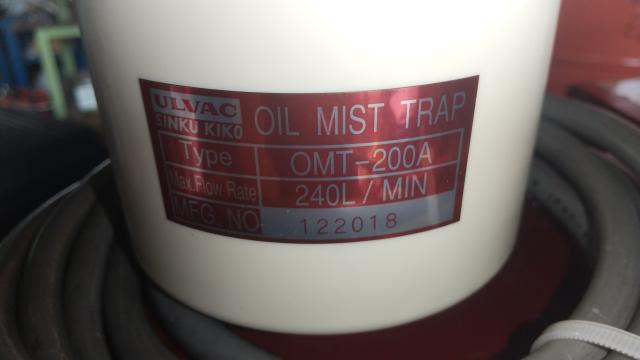 ULVAC
SINKU KIKO
OIL MIST TRAP
Type OMT-200A
Max.Flow Rate 240L/MIN
MFG NO. 122018